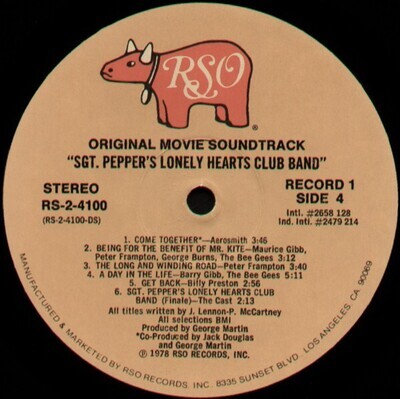 RSO
®
ORIGINAL MOVIE SOUNDTRACK
"SGT. PEPPER'S LONELY HEARTS CLUB BAND"
STEREO
RS-2-4100
(RS-2-4100-DS)
RECORD 1
SIDE 4
Intl. #2658 128
Ind. Intl. #2479 214
1. COME TOGETHER*—Aerosmith 3:46
2. BEING FOR THE BENEFIT OF MR. KITE—Maurice Gibb,
Peter Frampton, George Burns, The Bee Gees 3:12
3. THE LONG AND WINDING ROAD—Peter Frampton 3:40
4. A DAY IN THE LIFE—Barry Gibb, The Bee Gees 5:11
5. GET BACK—Billy Preston 2:56
6. SGT. PEPPER'S LONELY HEARTS CLUB
BAND (Finale)—The Cast 2:13
All titles written by J. Lennon-P. McCartney
All selections BMI
Produced by George Martin
*Co-Produced by Jack Douglas
and George Martin
℗ 1978 RSO RECORDS, INC.
MANUFACTURED & MARKETED BY RSO RECORDS, INC. 8335 SUNSET BLVD. LOS ANGELES, CA. 90069